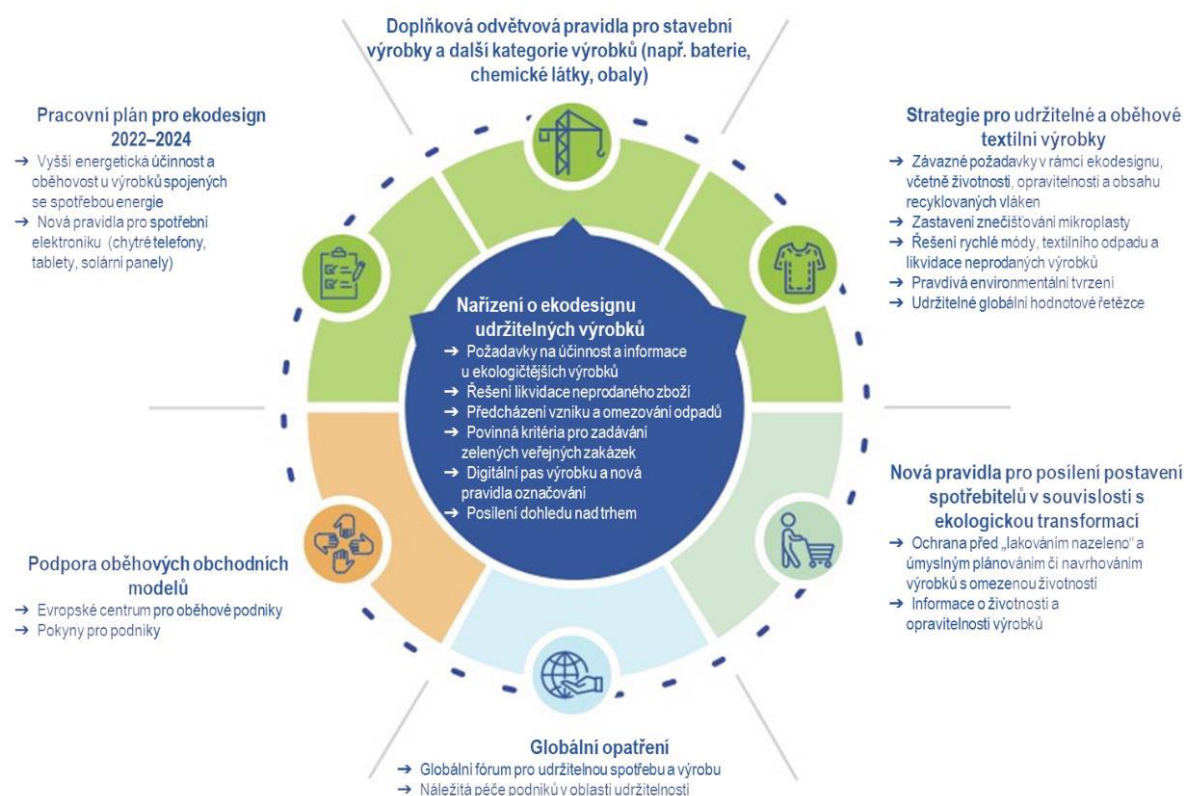 Doplňková odvětvová pravidla pro stavební
výrobky a další kategorie výrobků (např. baterie,
chemické látky, obaly)
Pracovní plán pro ekodesign
2022–2024
→ Vyšší energetická účinnost a
oběhovost u výrobků spojených
se spotřebou energie
→ Nová pravidla pro spotřební
elektroniku (chytré telefony,
tablety, solární panely)
Strategie pro udržitelné a oběhové
textilní výrobky
→ Závazné požadavky v rámci ekodesignu,
včetně životnosti, opravitelnosti a obsahu
recyklovaných vláken
→ Zastavení znečišťování mikroplasty
→ Řešení rychlé módy, textilního odpadu a
likvidace neprodaných výrobků
→ Pravdivá environmentální tvrzení
→ Udržitelné globální hodnotové řetězce
Nařízení o ekodesignu
udržitelných výrobků
→ Požadavky na účinnost a informace
u ekologičtějších výrobků
→ Řešení likvidace neprodaného zboží
→ Předcházení vzniku a omezování odpadů
→ Povinná kritéria pro zadávání
zelených veřejných zakázek
→ Digitální pas výrobku a nová
pravidla označování
→ Posílení dohledu nad trhem
Nová pravidla pro posílení postavení
spotřebitelů v souvislosti s
ekologickou transformací
→ Ochrana před „lakováním nazeleno“ a
úmyslným plánováním či navrhováním
výrobků s omezenou životností
→ Informace o životnosti a
opravitelnosti výrobků
Podpora oběhových obchodních
modelů
→ Evropské centrum pro oběhové podniky
→ Pokyny pro podniky
Globální opatření
→ Globální fórum pro udržitelnou spotřebu a výrobu
→ Náležitá péče podniků v oblasti udržitelnosti